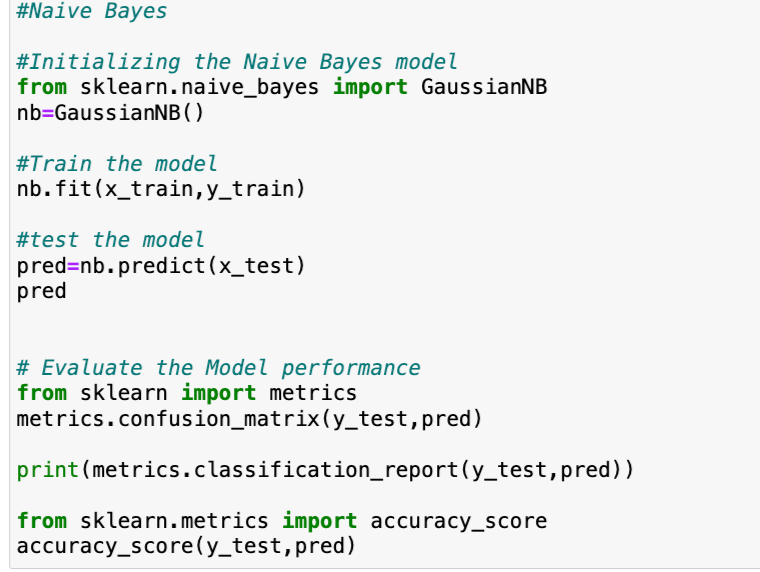 #Naive Bayes
#Initializing the Naive Bayes model
from sklearn.naive_bayes import GaussianNB
nb=GaussianNB()
#Train the model
nb.fit(x_train,y_train)
#test the model
pred=nb.predict(x_test)
pred
# Evaluate the Model performance
from sklearn import metrics
metrics.confusion_matrix(y_test,pred)
print(metrics.classification_report(y_test,pred))
from sklearn.metrics import accuracy_score
accuracy_score(y_test,pred)